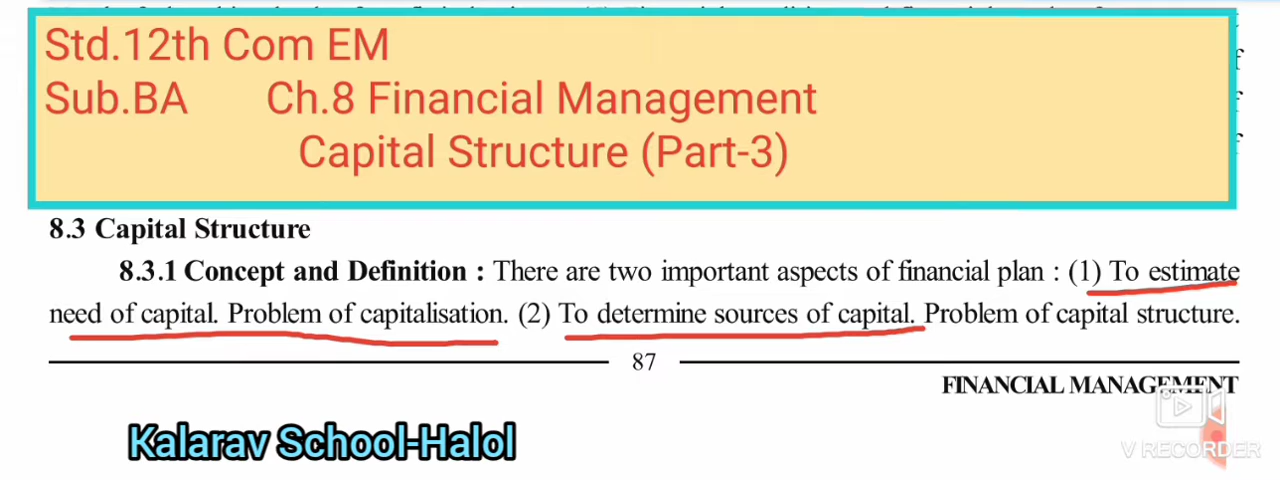 Std.12th Com EM
Sub.BA Ch.8 Financial Management
Capital Structure (Part-3)
8.3 Capital Structure
8.3.1 Concept and Definition : There are two important aspects of financial plan : (1) To estimate
need of capital. Problem of capitalisation. (2) To determine sources of capital. Problem of capital structure.
87
FINANCIAL MANAGEMENT
Kalarav School-Halol
V RECORDER